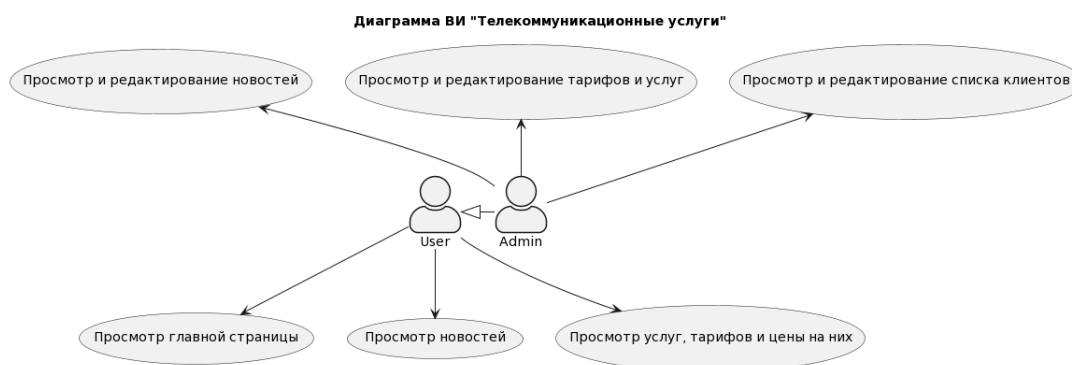 Диаграмма ВИ "Телекоммуникационные услуги"
Просмотр и редактирование новостей
Просмотр и редактирование тарифов и услуг
Просмотр и редактирование списка клиентов
User
Admin
Просмотр главной страницы
Просмотр новостей
Просмотр услуг, тарифов и цены на них